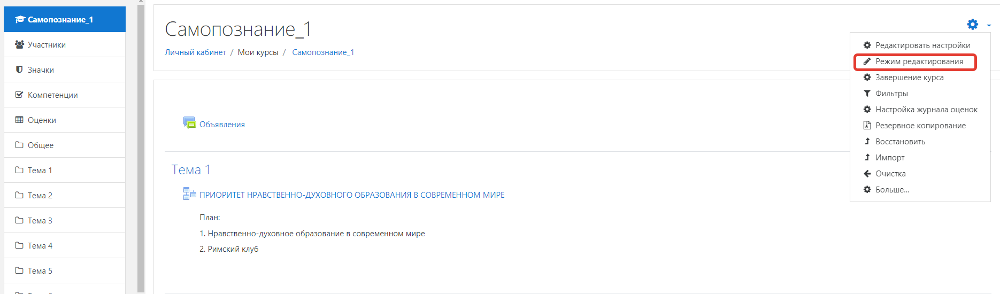 Самопознание_1
Участники
Значки
Компетенции
Оценки
Общее
Тема 1
Тема 2
Тема 3
Тема 4
Тема 5
Самопознание_1
Личный кабинет / Мои курсы / Самопознание_1
Редактировать настройки
Режим редактирования
Завершение курса
Фильтры
Настройка журнала оценок
Резервное копирование
Восстановить
Импорт
Очистка
Больше...
Объявления
Тема 1
ПРИОРИТЕТ НРАВСТВЕННО-ДУХОВНОГО ОБРАЗОВАНИЯ В СОВРЕМЕННОМ МИРЕ
План:
1. Нравственно-духовное образование в современном мире
2. Римский клуб